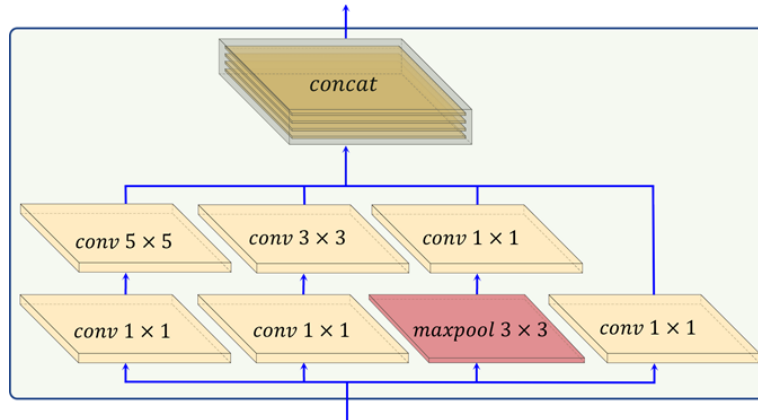 concat
conv 5 × 5
conv 3 × 3
conv 1 × 1
conv 1 × 1
conv 1 × 1
maxpool 3 × 3
conv 1 × 1